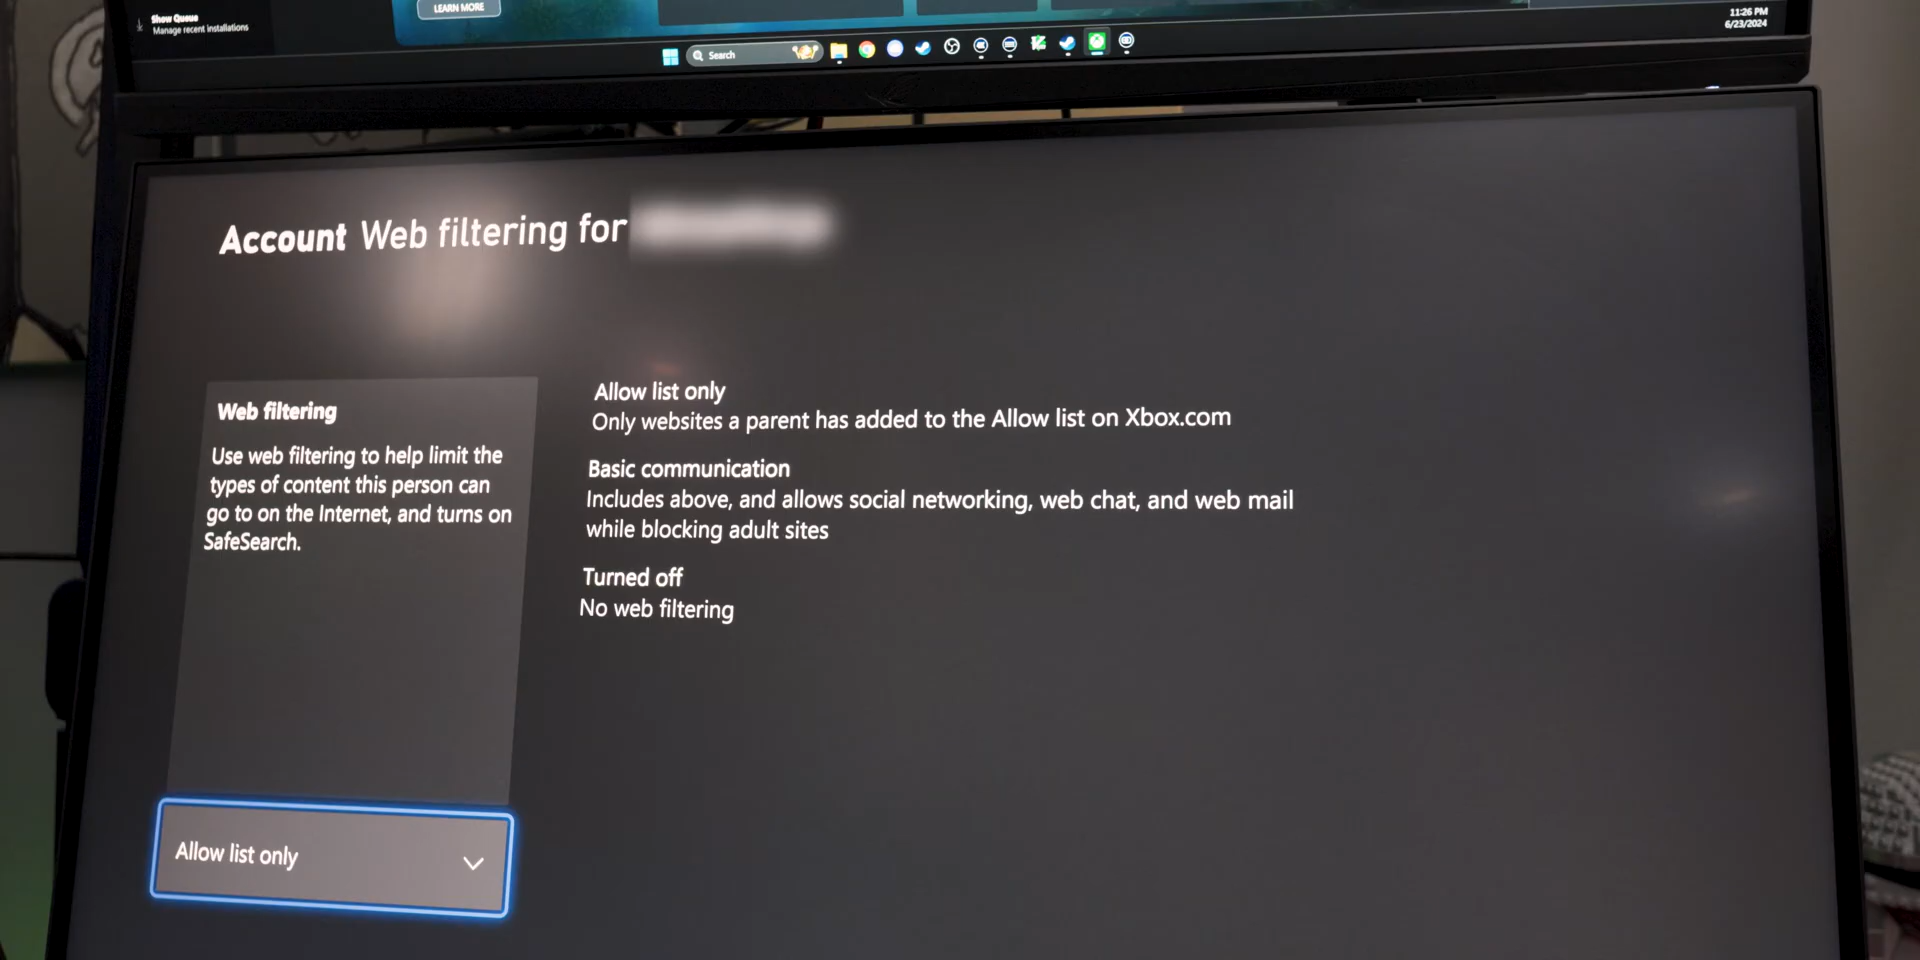 LEARN MORE
Show Queue
Manage recent installations
11:26 PM
6/23/2024
Search
Account Web filtering for
Web filtering
Use web filtering to help limit the
types of content this person can
go to on the Internet, and turns on
SafeSearch.
Allow list only
Allow list only
Only websites a parent has added to the Allow list on Xbox.com
Basic communication
Includes above, and allows social networking, web chat, and web mail
while blocking adult sites
Turned off
No web filtering